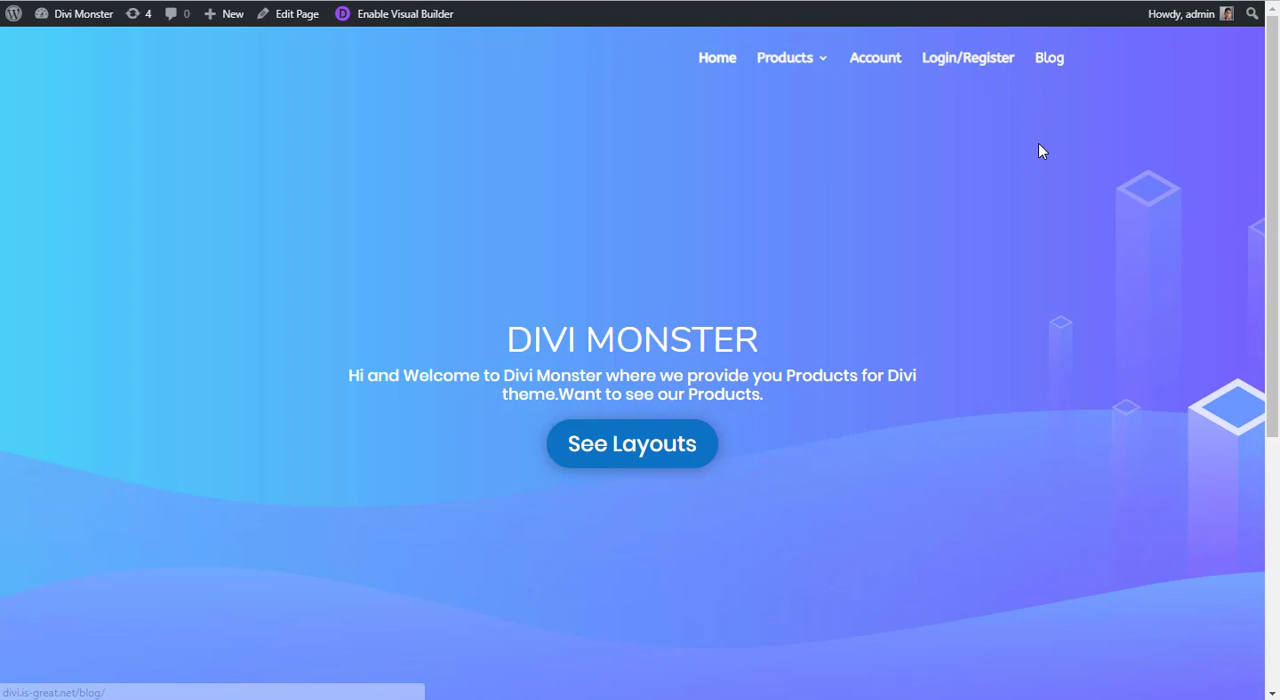 Divi Monster 4 0 New Edit Page D Enable Visual Builder Howdy, admin
Home Products Account Login/Register Blog
DIVI MONSTER
Hi and Welcome to Divi Monster where we provide you Products for Divi
theme.Want to see our Products.
See Layouts
divi.is-great.net/blog/